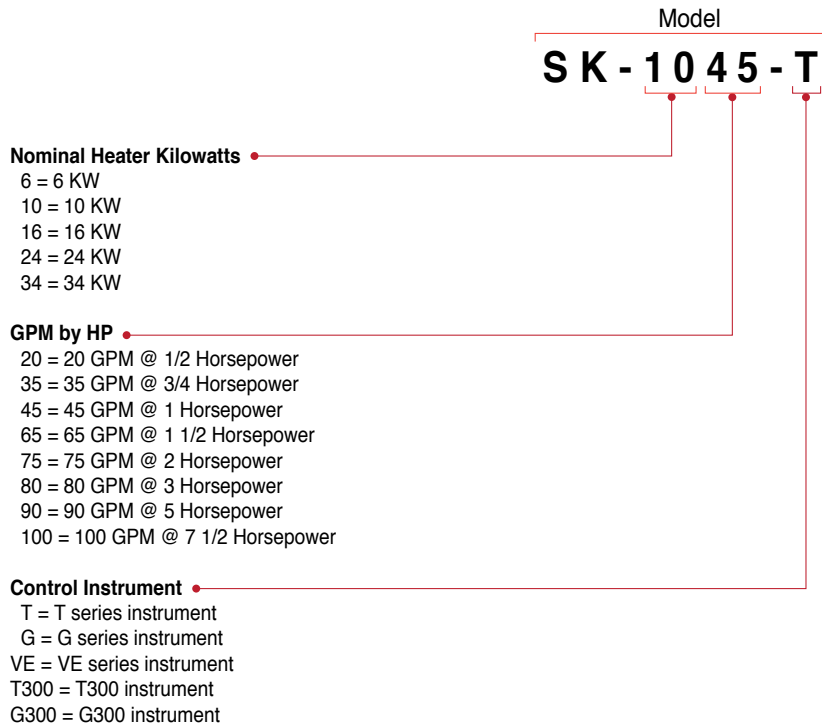 Model
SK-1045-T
Nominal Heater Kilowatts
6 = 6 KW
10 = 10 KW
16 = 16 KW
24 = 24 KW
34 = 34 KW
GPM by HP
20 = 20 GPM @ 1/2 Horsepower
35 = 35 GPM @ 3/4 Horsepower
45 = 45 GPM @ 1 Horsepower
65 = 65 GPM @ 1 1/2 Horsepower
75 = 75 GPM @ 2 Horsepower
80 = 80 GPM @ 3 Horsepower
90 = 90 GPM @ 5 Horsepower
100 = 100 GPM @ 7 1/2 Horsepower
Control Instrument
T = T series instrument
G = G series instrument
VE = VE series instrument
T300 = T300 instrument
G300 = G300 instrument